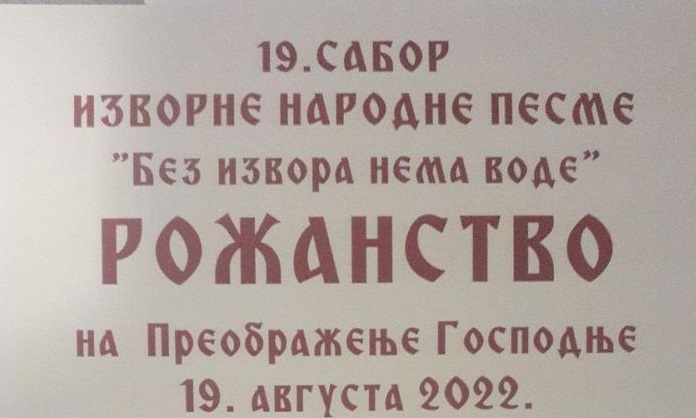 19.САБОР
ИЗВОРНЕ НАРОДНЕ ПЕСМЕ
"Без извора нема воде"
РОЖАНСТВО
на Преображење Господње
19. августа 2022.